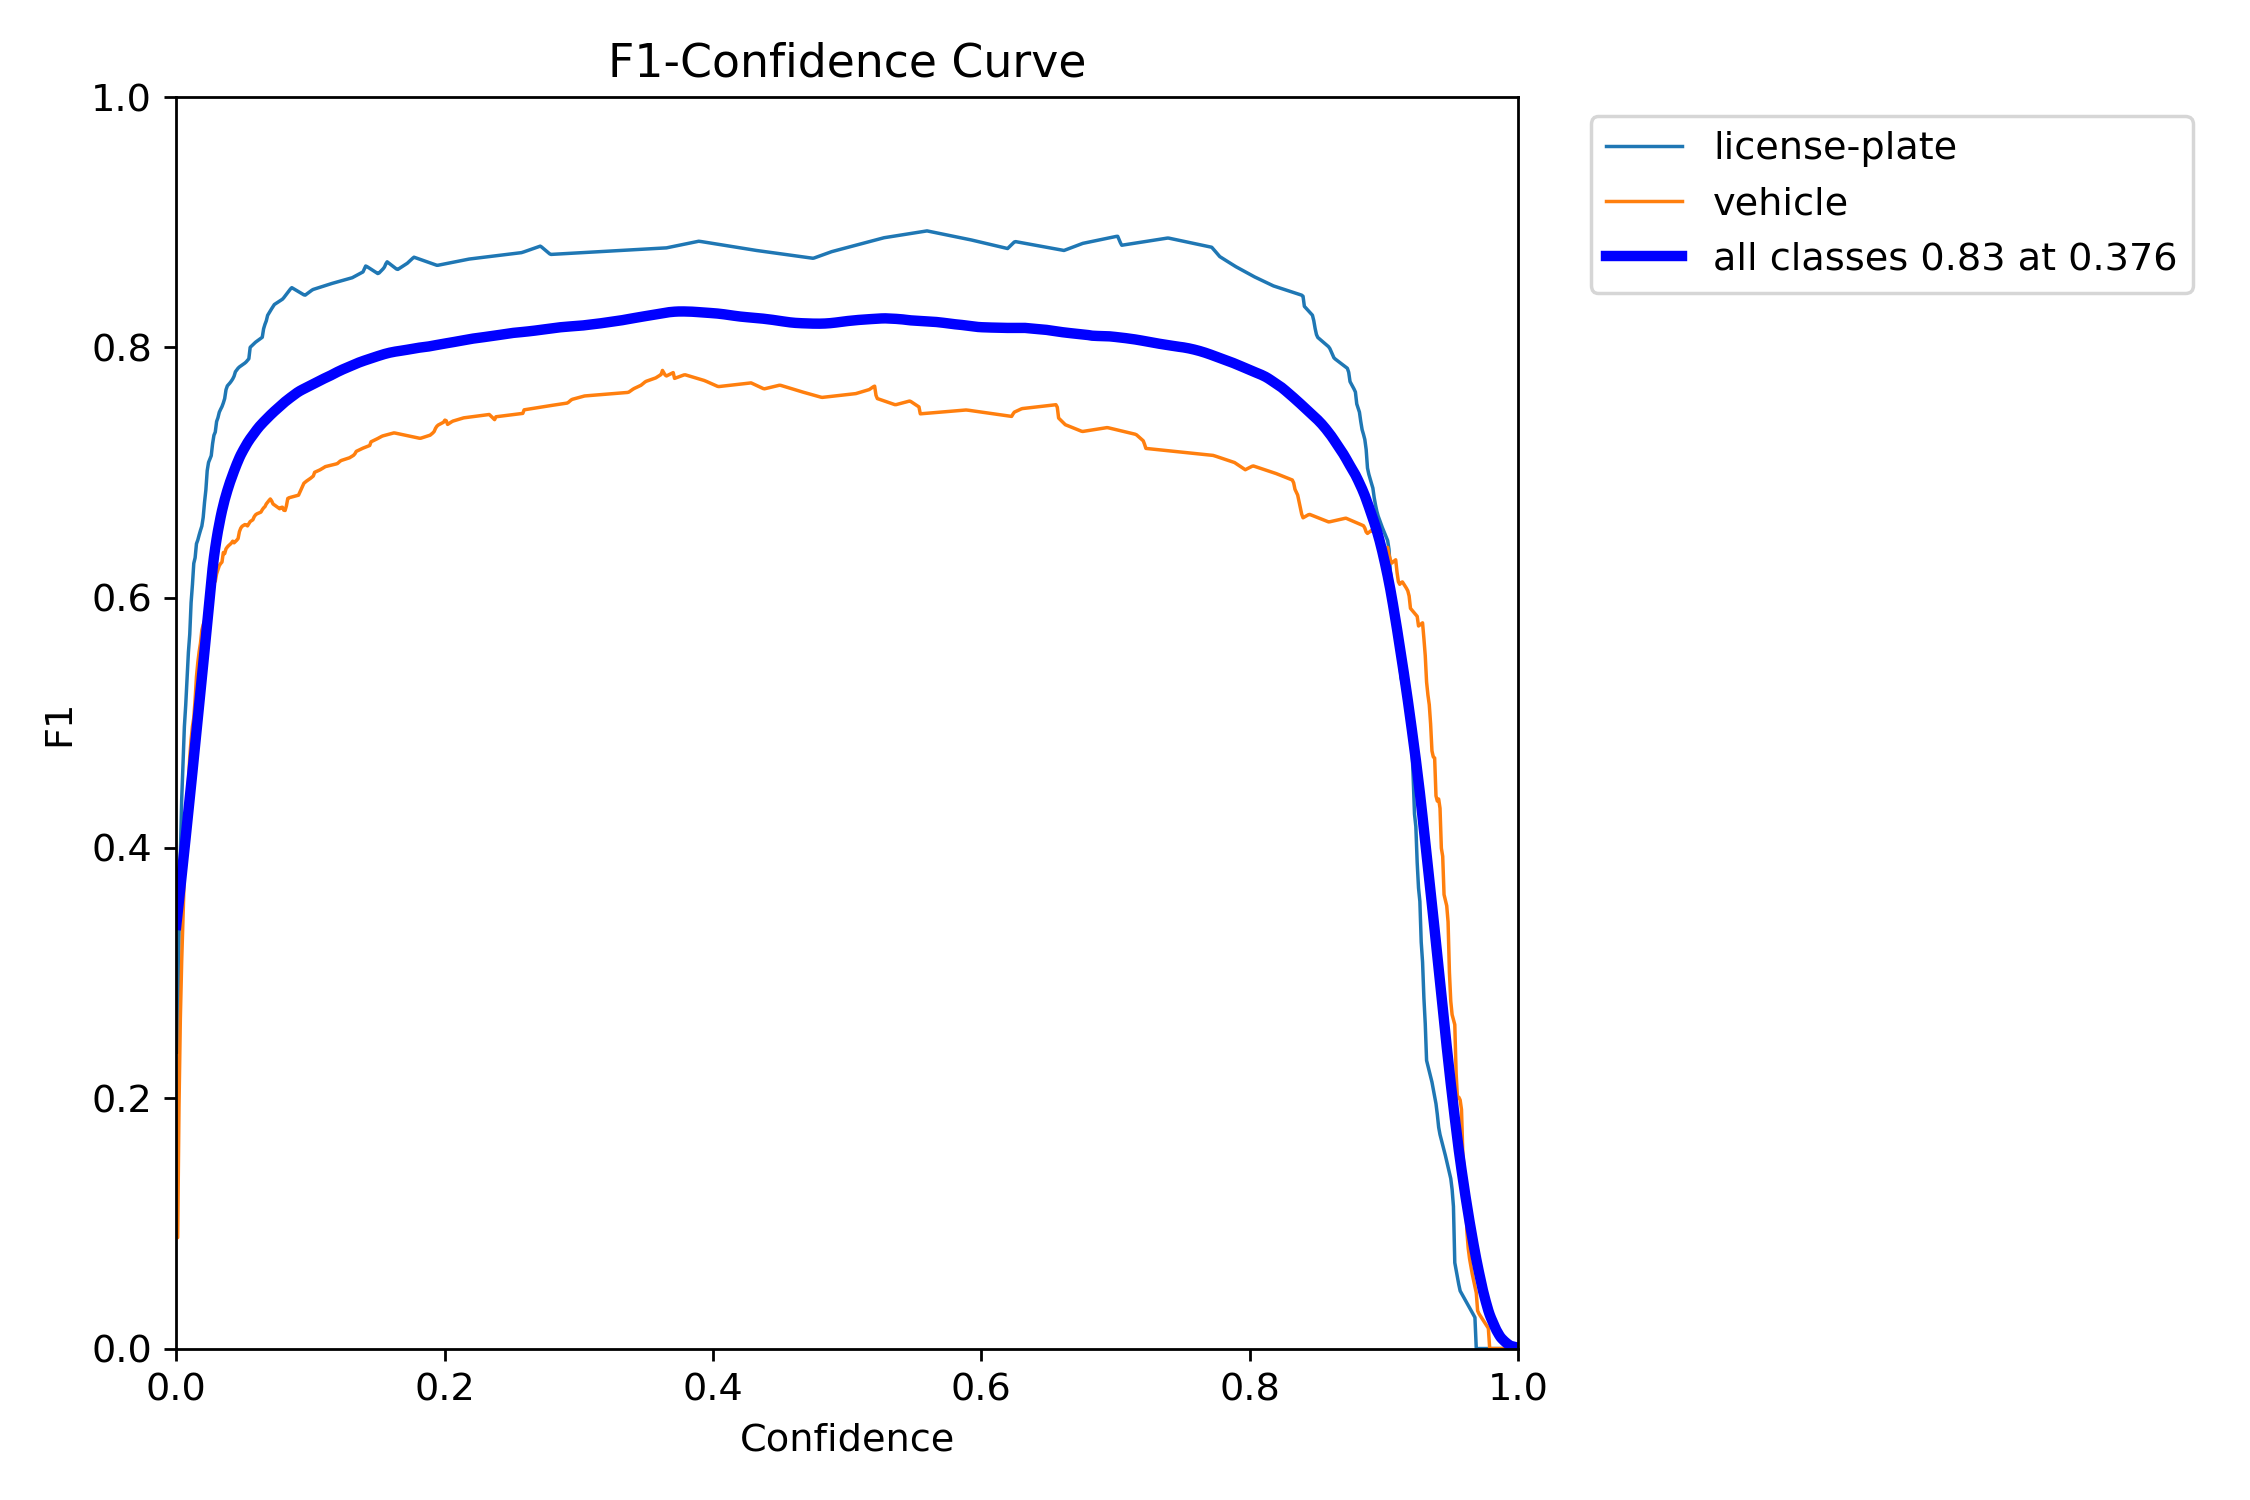 F1-Confidence Curve
1.0
0.8
0.6
0.4
0.2
0.0
F1
0.0 0.2 0.4 0.6 0.8 1.0
Confidence
license-plate
vehicle
all classes 0.83 at 0.376